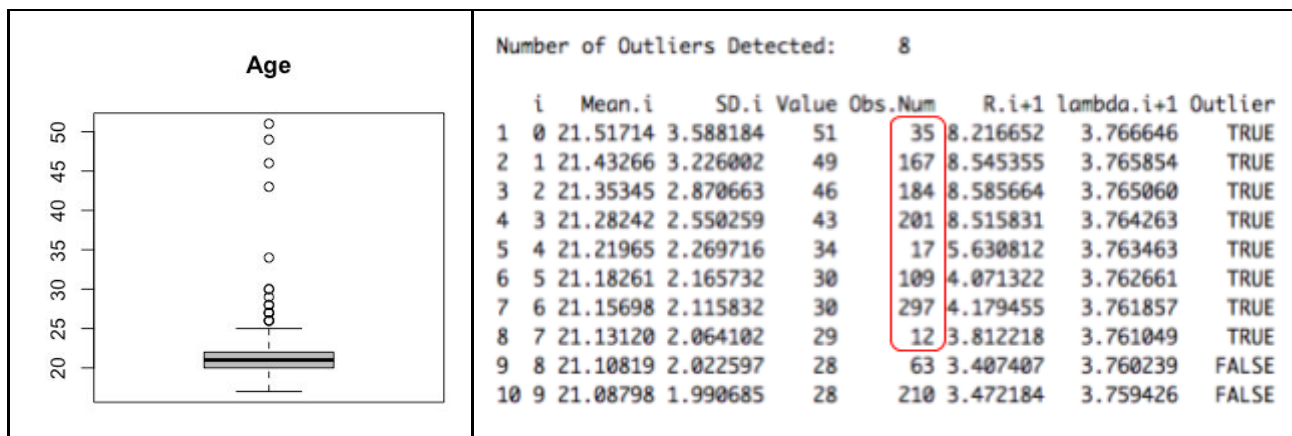 Age
50
45
40
35
30
25
20
Number of Outliers Detected: 8
i Mean.i SD.i Value Obs.Num R.i+1 lambda.i+1 Outlier
1 0 21.51714 3.588184 51 35 8.216652 3.766646 TRUE
2 1 21.43266 3.226002 49 167 8.545355 3.765854 TRUE
3 2 21.35345 2.870663 46 184 8.585664 3.765060 TRUE
4 3 21.28242 2.550259 43 201 8.515831 3.764263 TRUE
5 4 21.21965 2.269716 34 17 5.630812 3.763463 TRUE
6 5 21.18261 2.165732 30 109 4.071322 3.762661 TRUE
7 6 21.15698 2.115832 30 297 4.179455 3.761857 TRUE
8 7 21.13120 2.064102 29 12 3.812218 3.761049 TRUE
9 8 21.10819 2.022597 28 63 3.407407 3.760239 FALSE
10 9 21.08798 1.990685 28 210 3.472184 3.759426 FALSE